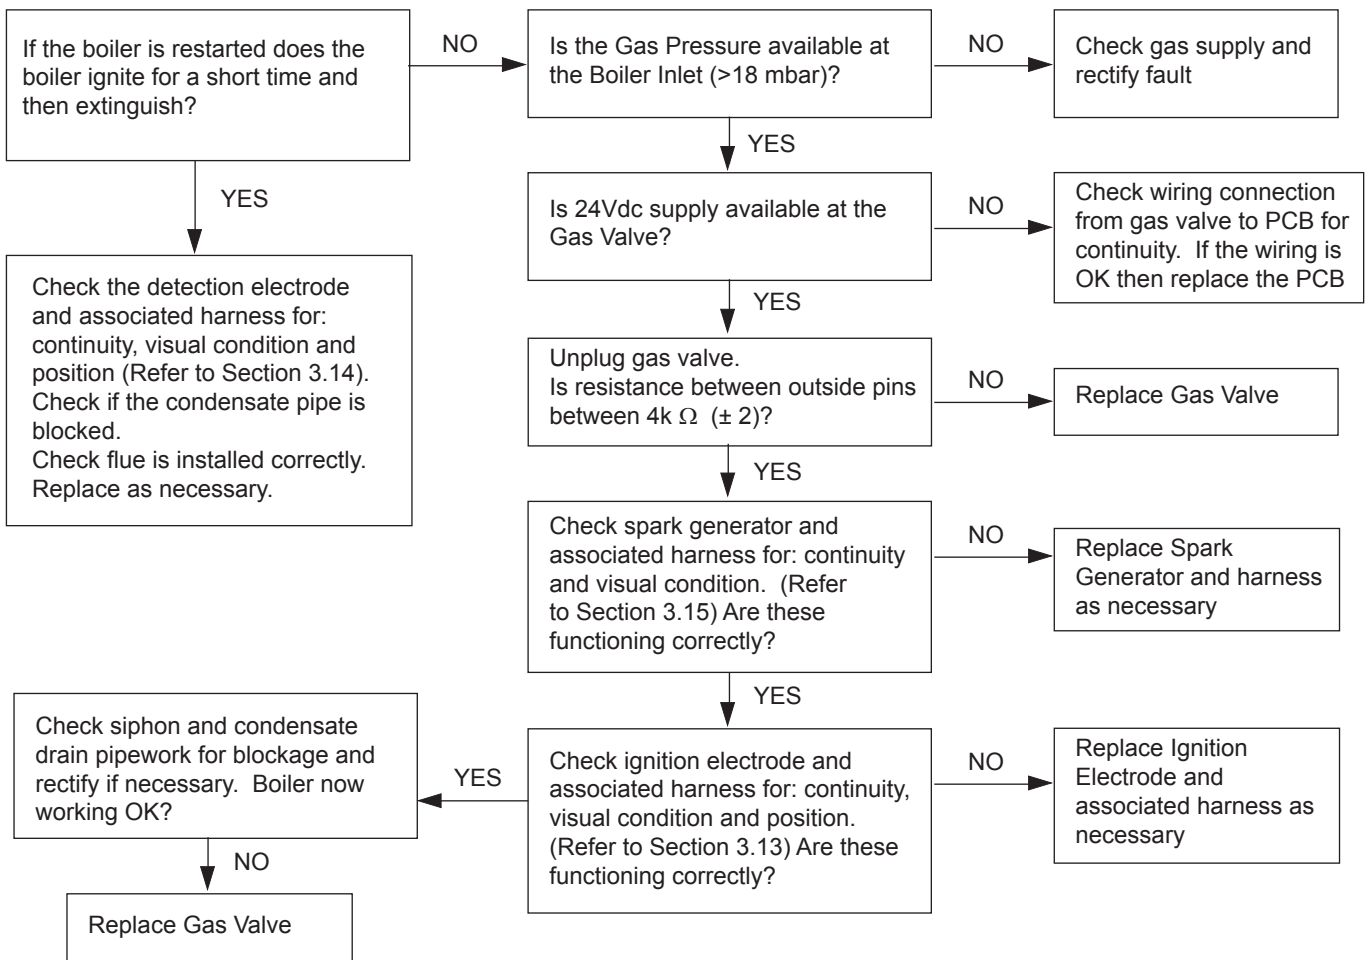 If the boiler is restarted does the
boiler ignite for a short time and
then extinguish?
NO
Is the Gas Pressure available at
the Boiler Inlet (>18 mbar)?
NO
Check gas supply and
rectify fault
YES
YES
Check the detection electrode
and associated harness for:
continuity, visual condition and
position (Refer to Section 3.14).
Check if the condensate pipe is
blocked.
Check flue is installed correctly.
Replace as necessary.
Is 24Vdc supply available at the
Gas Valve?
NO
Check wiring connection
from gas valve to PCB for
continuity.  If the wiring is
OK then replace the PCB
YES
Unplug gas valve.
Is resistance between outside pins
between 4k Ω (± 2)?
NO
Replace Gas Valve
YES
Check spark generator and
associated harness for: continuity
and visual condition.  (Refer
to Section 3.15) Are these
functioning correctly?
NO
Replace Spark
Generator and harness
as necessary
YES
Check ignition electrode and
associated harness for: continuity,
visual condition and position.
(Refer to Section 3.13) Are these
functioning correctly?
NO
Replace Ignition
Electrode and
associated harness as
necessary
YES
Check siphon and condensate
drain pipework for blockage and
rectify if necessary.  Boiler now
working OK?
NO
Replace Gas Valve